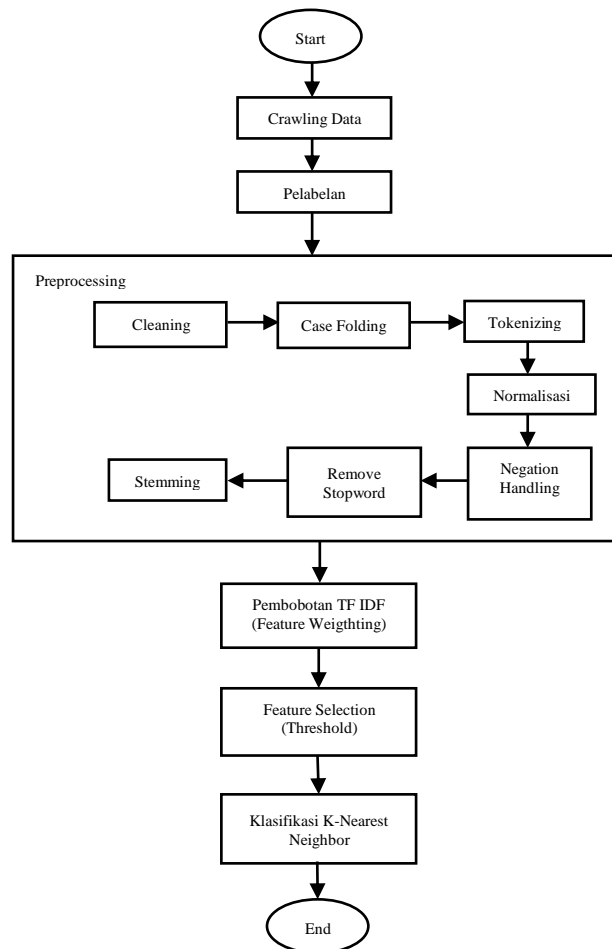 Start
Crawling Data
Pelabelan
Preprocessing
Cleaning
Case Folding
Tokenizing
Normalisasi
Negation
Handling
Remove
Stopword
Stemming
Pembobotan TF IDF
(Feature Weigthting)
Feature Selection
(Threshold)
Klasifikasi K-Nearest
Neighbor
End